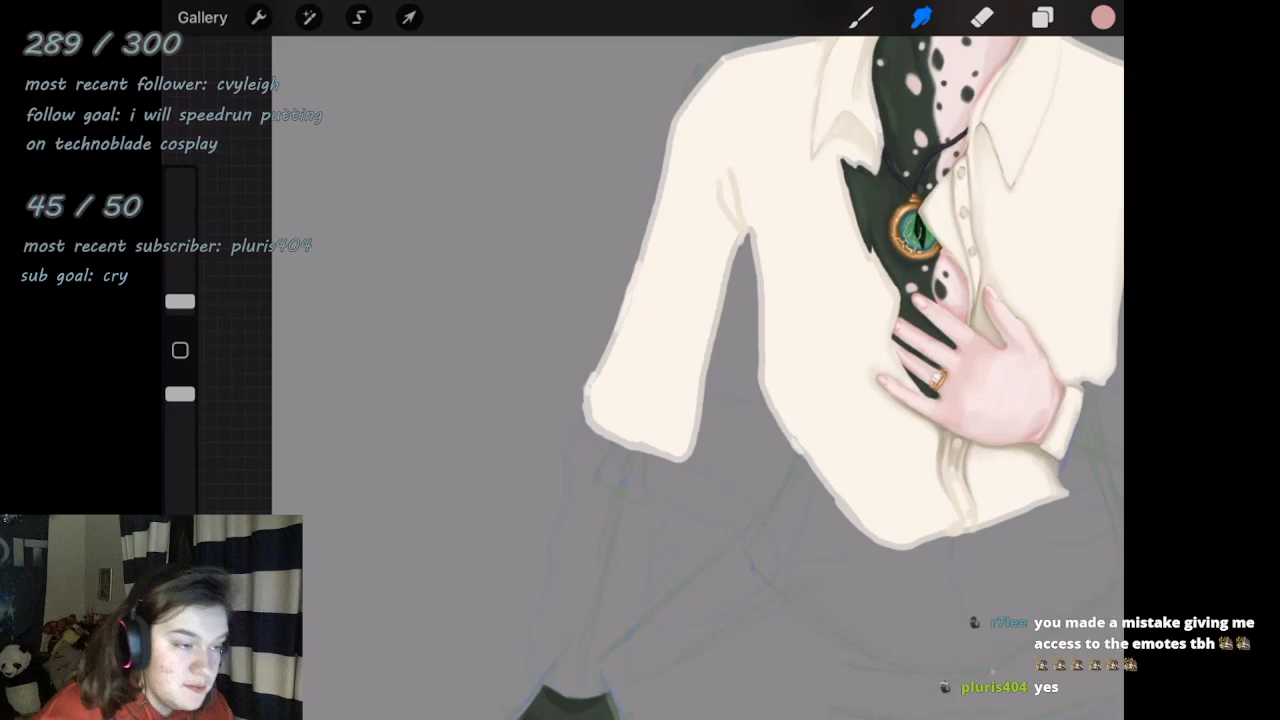 Gallery
289 / 300
most recent follower: cvyleigh
follow goal: i will speedrun putting
on technoblade cosplay
45 / 50
most recent subscriber: pluris404
sub goal: cry
r7lee you made a mistake giving me
access to the emotes tbh
pluris404 yes